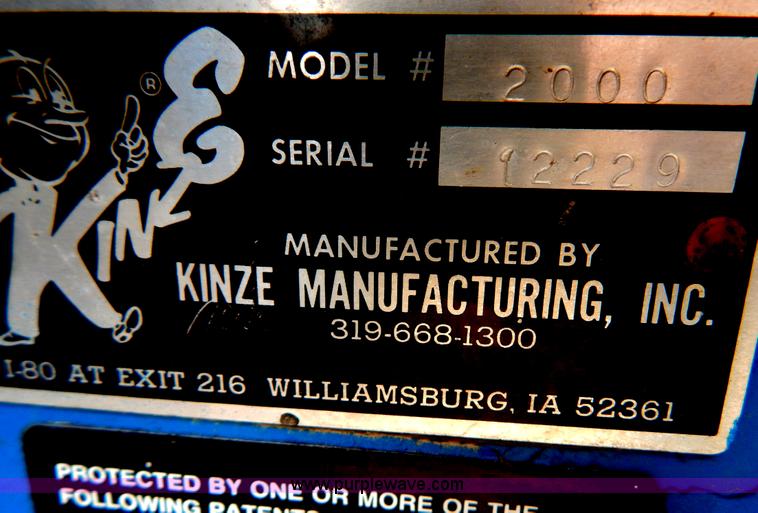 MODEL # 2000
SERIAL # 12229
®
KINZE
MANUFACTURED BY
KINZE MANUFACTURING, INC.
319-668-1300
I-80 AT EXIT 216 WILLIAMSBURG, IA 52361
PROTECTED BY ONE OR MORE OF THE
FOLLOWING PATENTS
www.purplewave.com